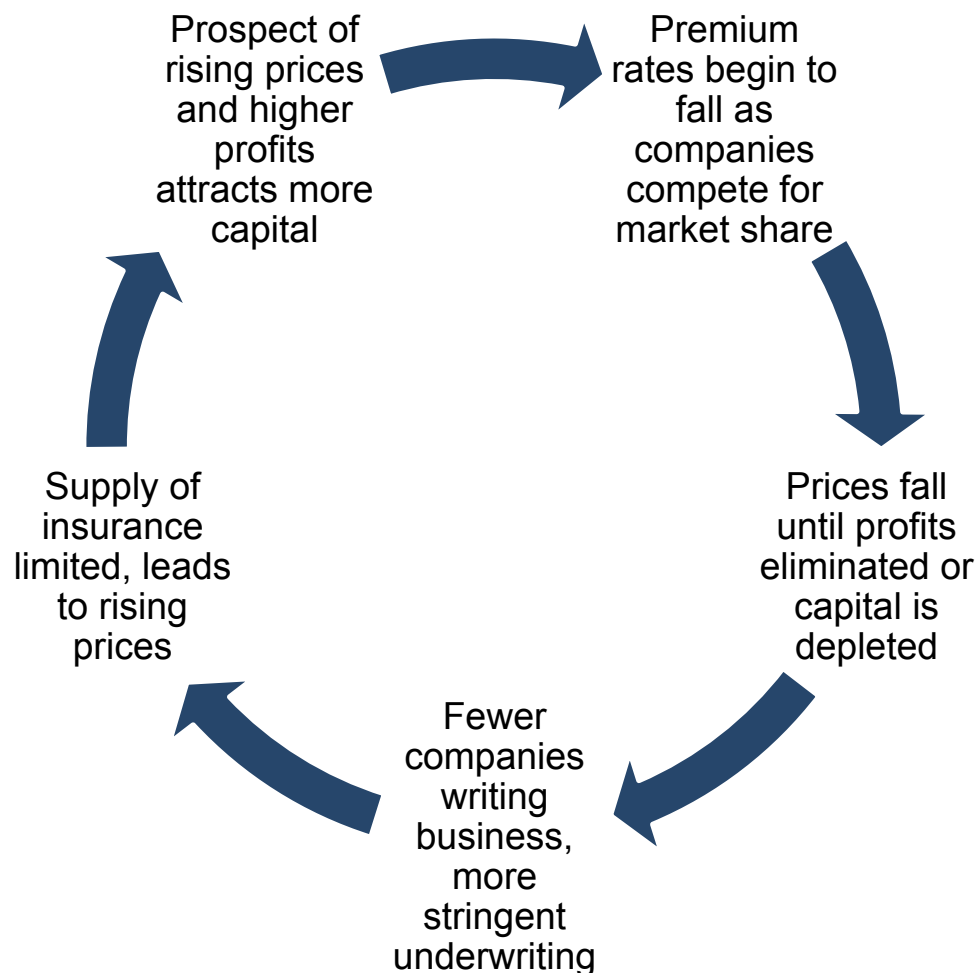 Prospect of
rising prices
and higher
profits
attracts more
capital
Premium
rates begin to
fall as
companies
compete for
market share
Prices fall
until profits
eliminated or
capital is
depleted
Fewer
companies
writing
business,
more
stringent
underwriting
Supply of
insurance
limited, leads
to rising
prices